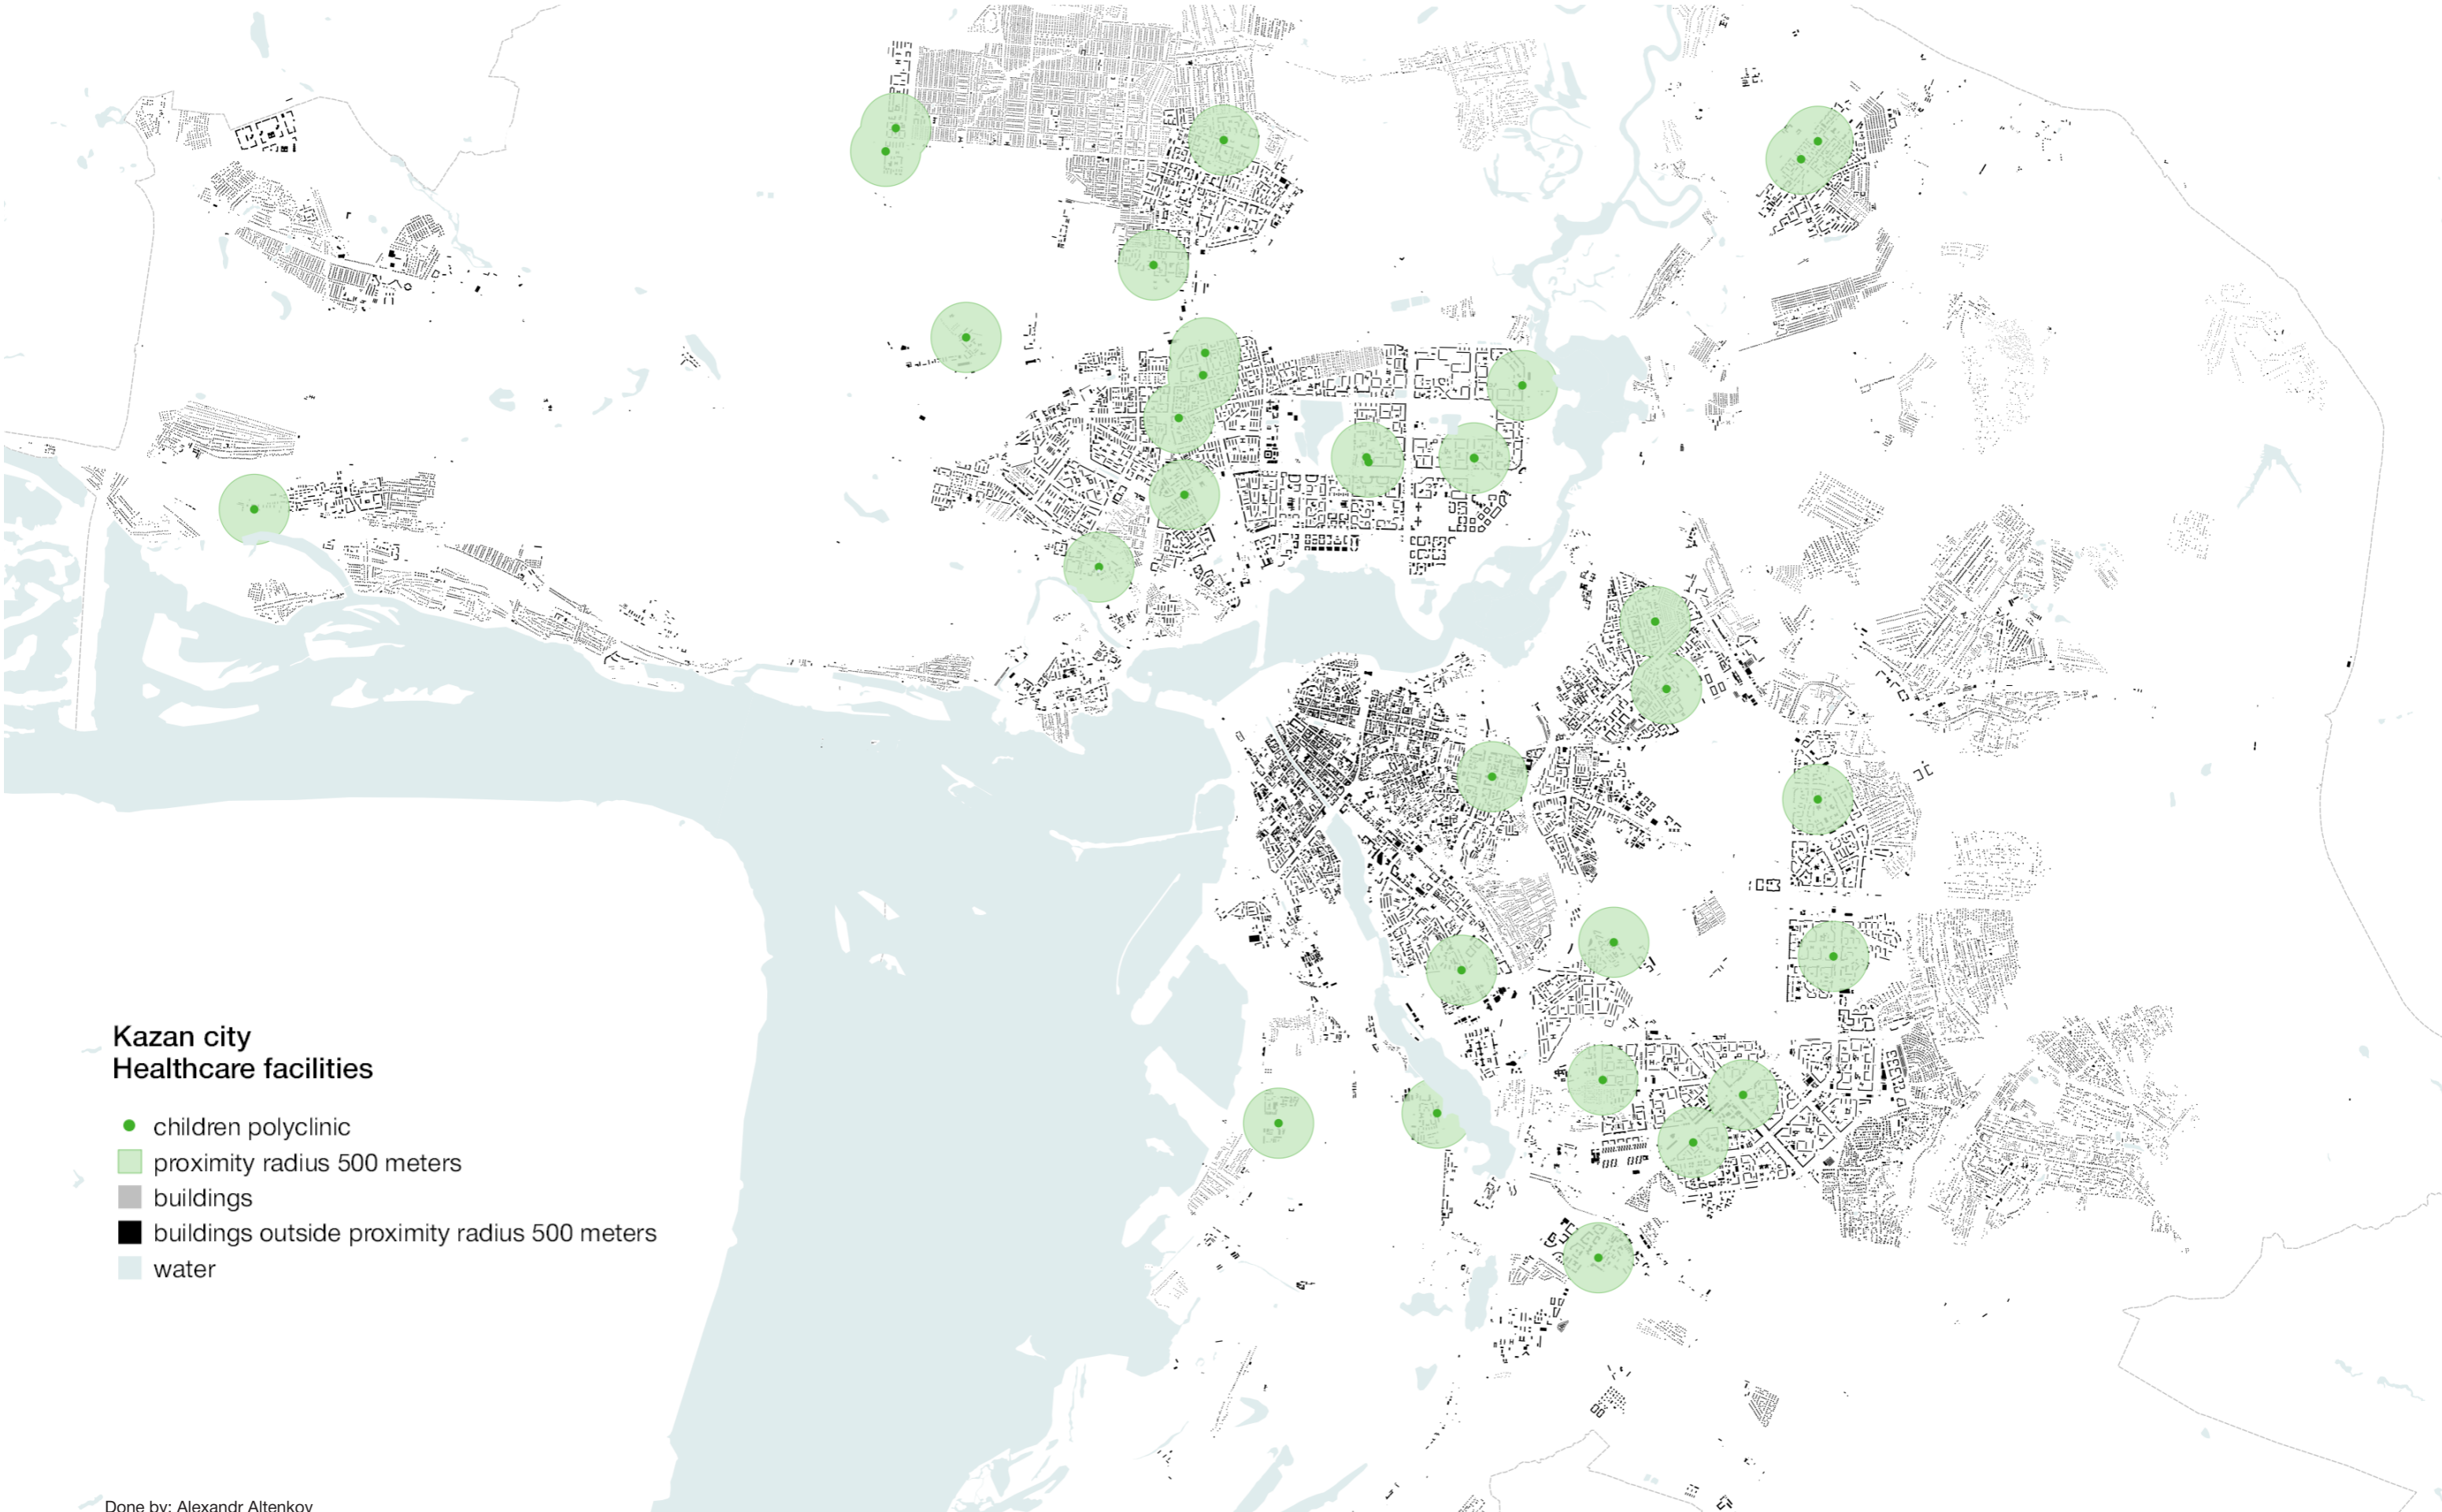 Kazan city
Healthcare facilities
children polyclinic
proximity radius 500 meters
buildings
buildings outside proximity radius 500 meters
water
Done by: Alexandr Altenkov